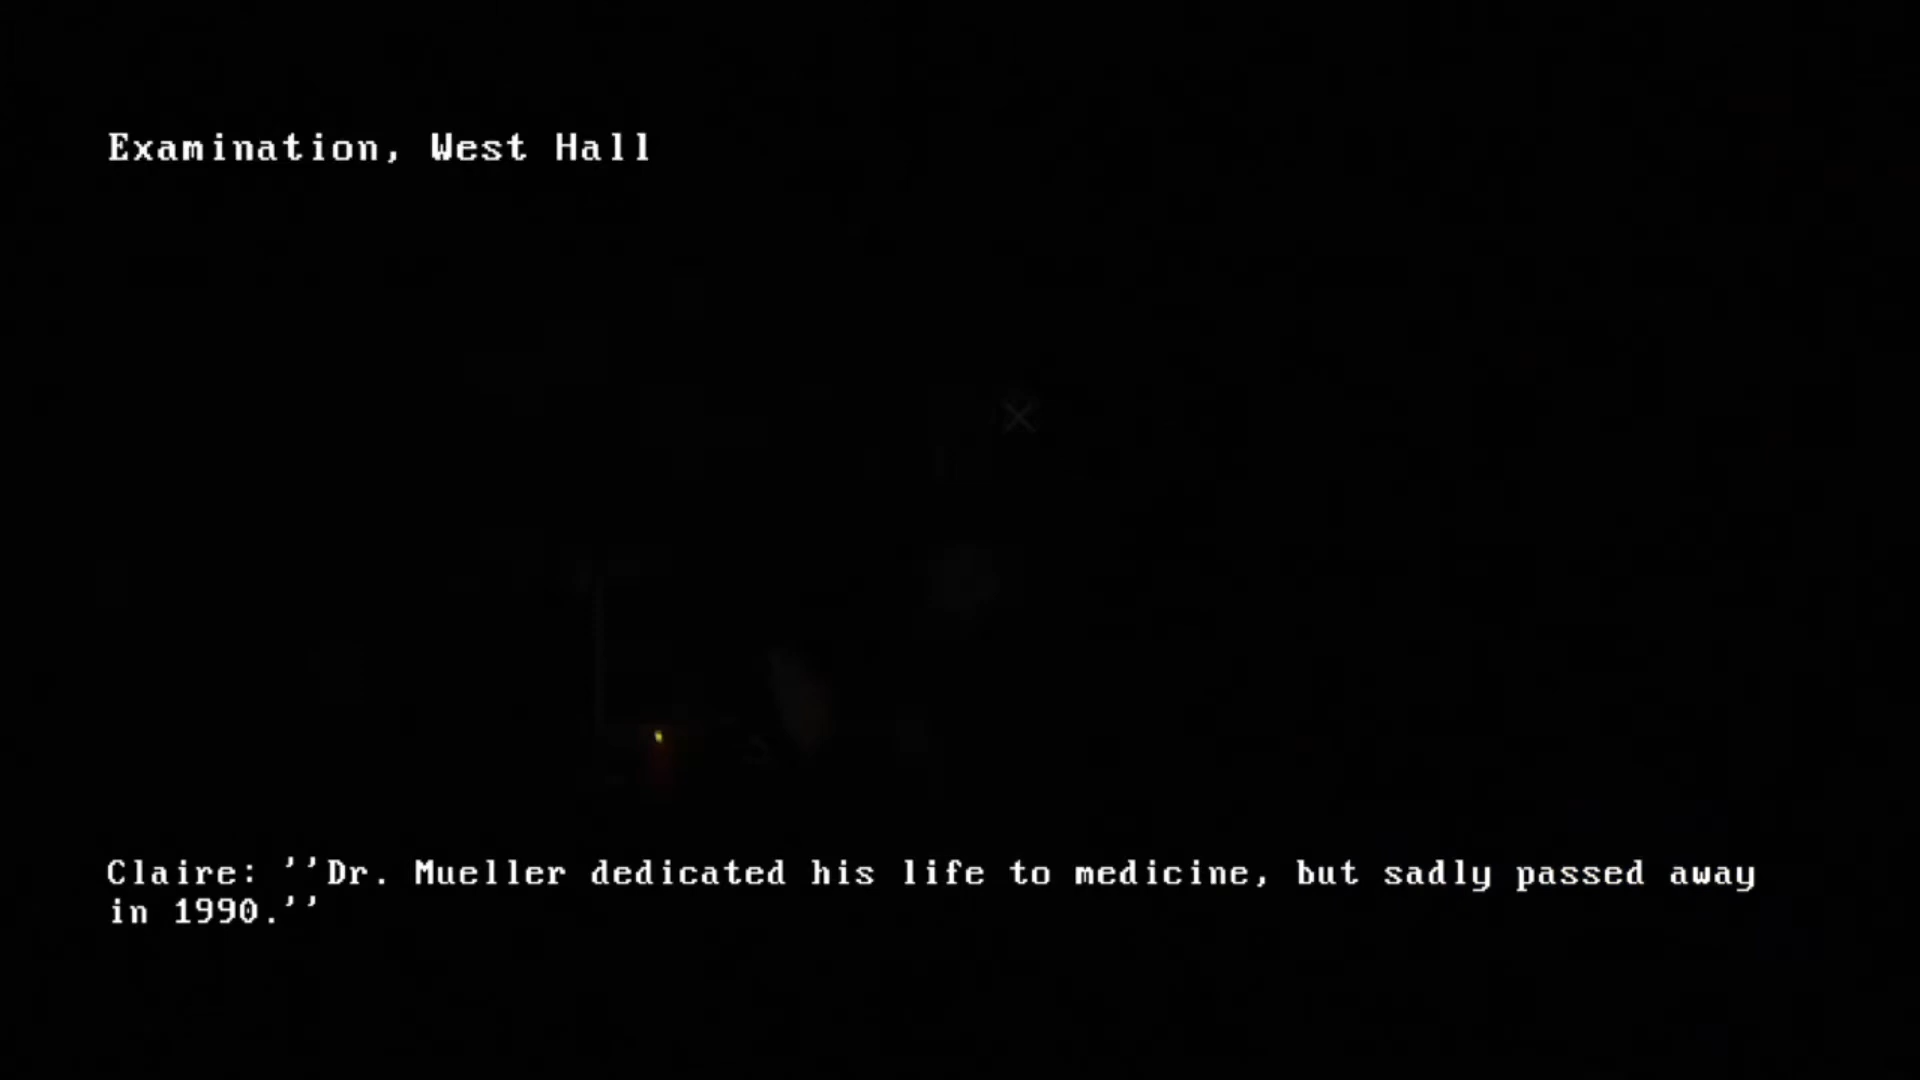 Examination, West Hall
Claire: ’’Dr. Mueller dedicated his life to medicine, but sadly passed away
in 1990.’’